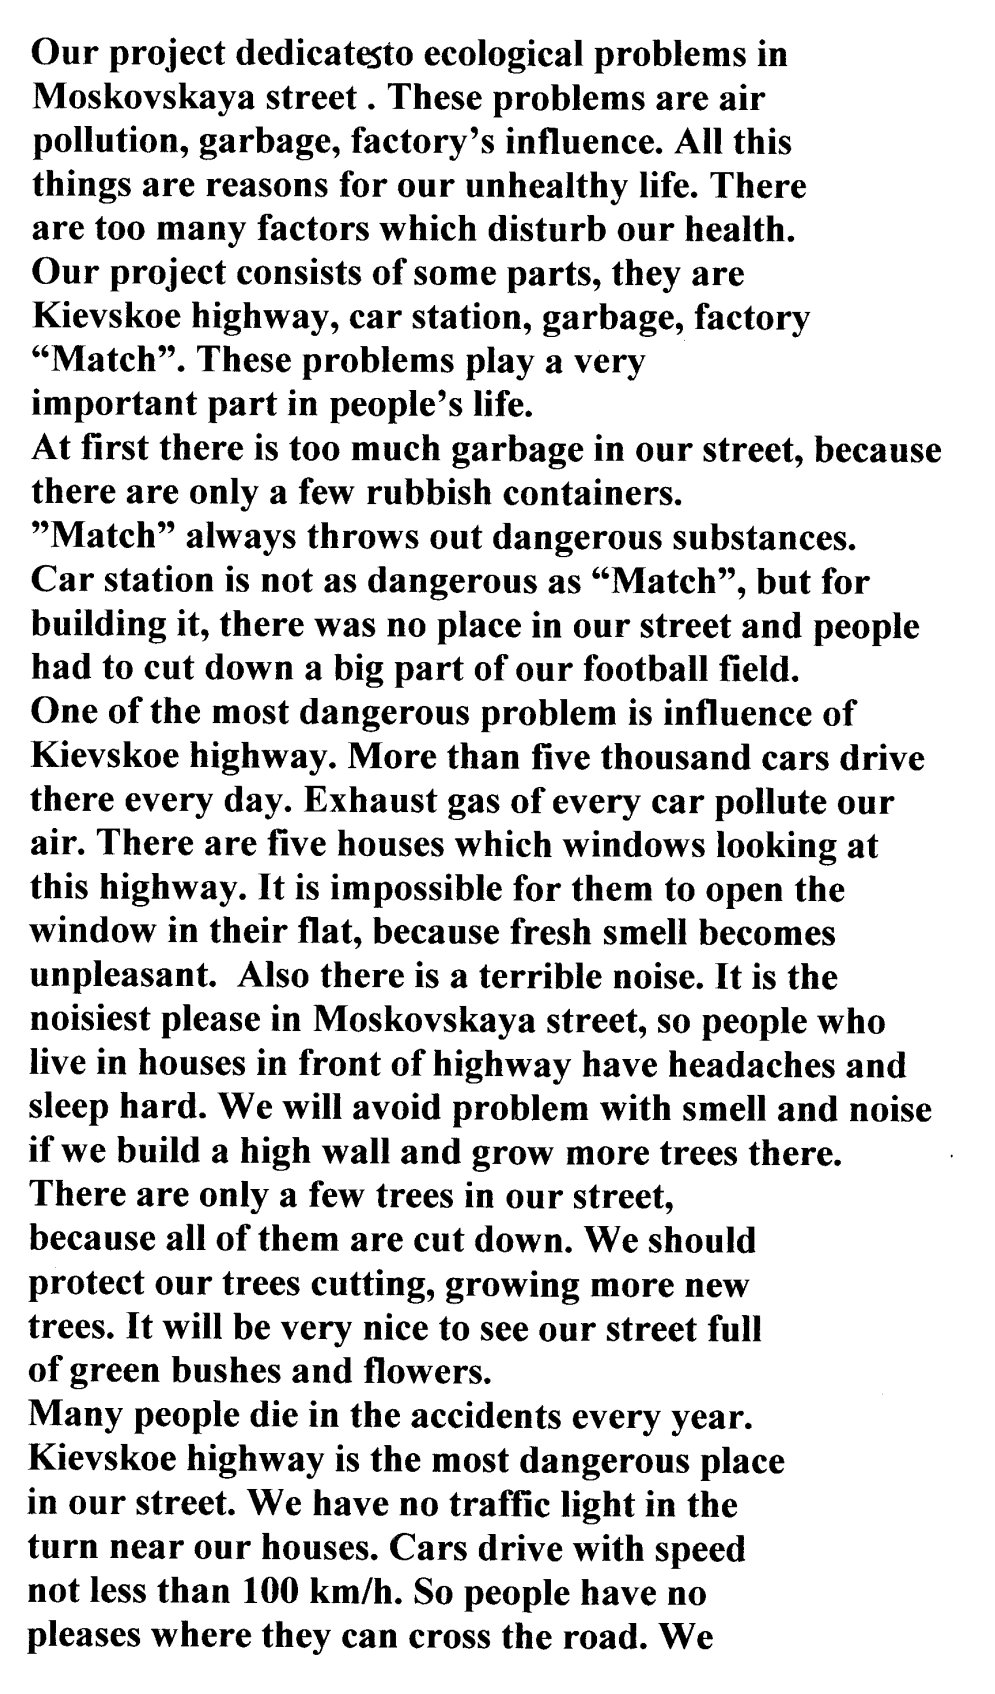 Our project dedicates to ecological problems in
Moskovskaya street . These problems are air
pollution, garbage, factory’s influence. All this
things are reasons for our unhealthy life. There
are too many factors which disturb our health.
Our project consists of some parts, they are
Kievskoe highway, car station, garbage, factory
“Match”. These problems play a very
important part in people’s life.
At first there is too much garbage in our street, because
there are only a few rubbish containers.
”Match” always throws out dangerous substances.
Car station is not as dangerous as “Match”, but for
building it, there was no place in our street and people
had to cut down a big part of our football field.
One of the most dangerous problem is influence of
Kievskoe highway. More than five thousand cars drive
there every day. Exhaust gas of every car pollute our
air. There are five houses which windows looking at
this highway. It is impossible for them to open the
window in their flat, because fresh smell becomes
unpleasant.  Also there is a terrible noise. It is the
noisiest please in Moskovskaya street, so people who
live in houses in front of highway have headaches and
sleep hard. We will avoid problem with smell and noise
if we build a high wall and grow more trees there.
There are only a few trees in our street,
because all of them are cut down. We should
protect our trees cutting, growing more new
trees. It will be very nice to see our street full
of green bushes and flowers.
Many people die in the accidents every year.
Kievskoe highway is the most dangerous place
in our street. We have no traffic light in the
turn near our houses. Cars drive with speed
not less than 100 km/h. So people have no
pleases where they can cross the road. We